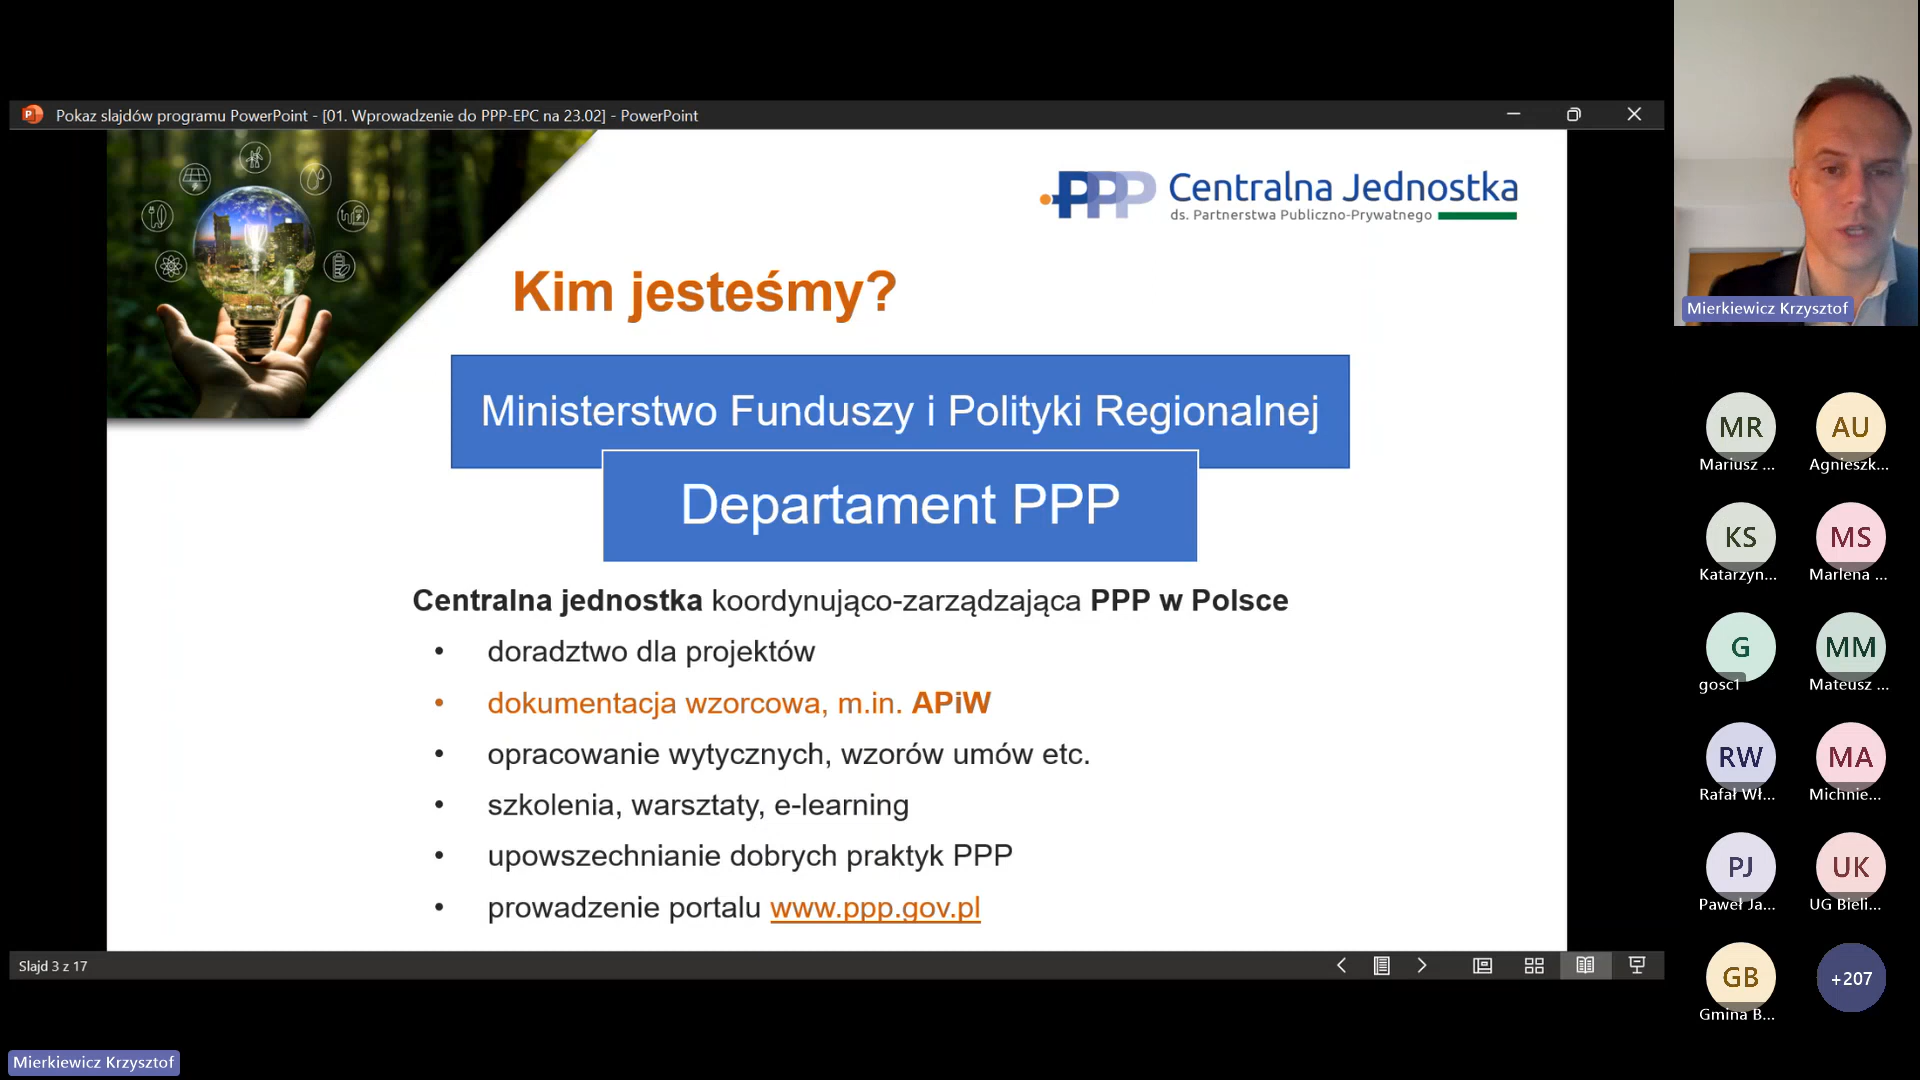 Pokaz slajdów programu PowerPoint - [01. Wprowadzenie do PPP-EPC na 23.02] - PowerPoint
PPP Centralna Jednostka
ds. Partnerstwa Publiczno-Prywatnego
Kim jesteśmy?
Ministerstwo Funduszy i Polityki Regionalnej
Departament PPP
Centralna jednostka koordynująco-zarządzająca PPP w Polsce
• doradztwo dla projektów
• dokumentacja wzorcowa, m.in. APiW
• opracowanie wytycznych, wzorów umów etc.
• szkolenia, warsztaty, e-learning
• upowszechnianie dobrych praktyk PPP
• prowadzenie portalu www.ppp.gov.pl
Slajd 3 z 17
Mierkiewicz Krzysztof
Mierkiewicz Krzysztof
MR AU
Mariusz ... Agnieszk...
KS MS
Katarzyn... Marlena ...
G MM
gosc1 Mateusz ...
RW MA
Rafał Wł... Michnie...
PJ UK
Paweł Ja... UG Bieli...
GB +207
Gmina B...